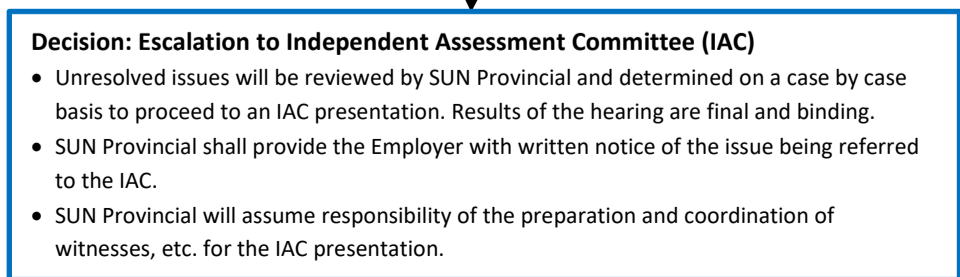 Decision: Escalation to Independent Assessment Committee (IAC)
• Unresolved issues will be reviewed by SUN Provincial and determined on a case by case
basis to proceed to an IAC presentation. Results of the hearing are final and binding.
• SUN Provincial shall provide the Employer with written notice of the issue being referred
to the IAC.
• SUN Provincial will assume responsibility of the preparation and coordination of
witnesses, etc. for the IAC presentation.